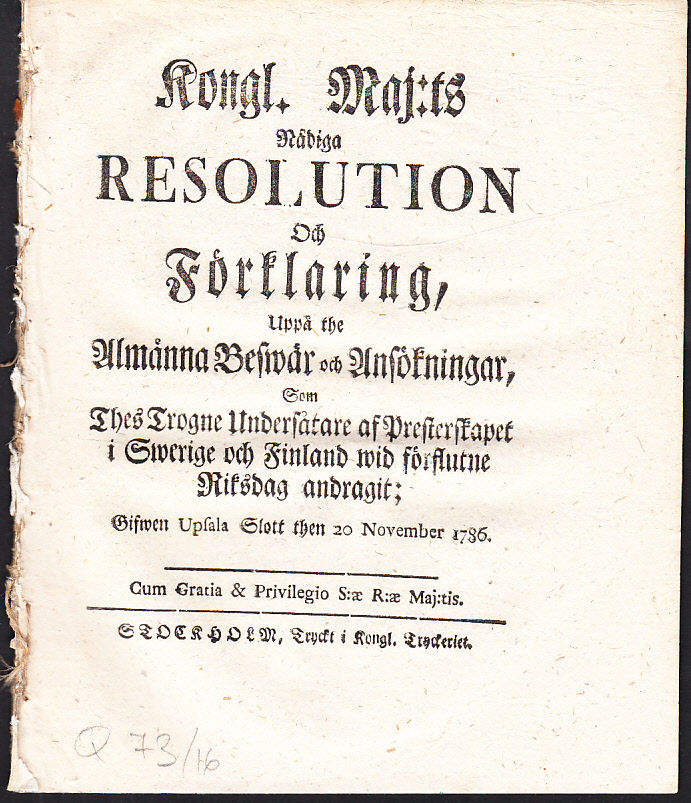 Kongl. Maj:ts
Nådiga
RESOLUTION
Och
Förklaring,
Uppå the
Almånna Beswär och Ansökningar,
Som
Thes Trogne Undersåtare af Presterskapet
i Swerige och Finland wid förflutne
Riksdag andragit;
Gifwen Upsala Slott then 20 November 1786.
Cum Gratia & Privilegio S:æ R:æ Maj:tis.
STOCKHOLM, Tryckt i Kongl. Tryckeriet.
Q 73/16